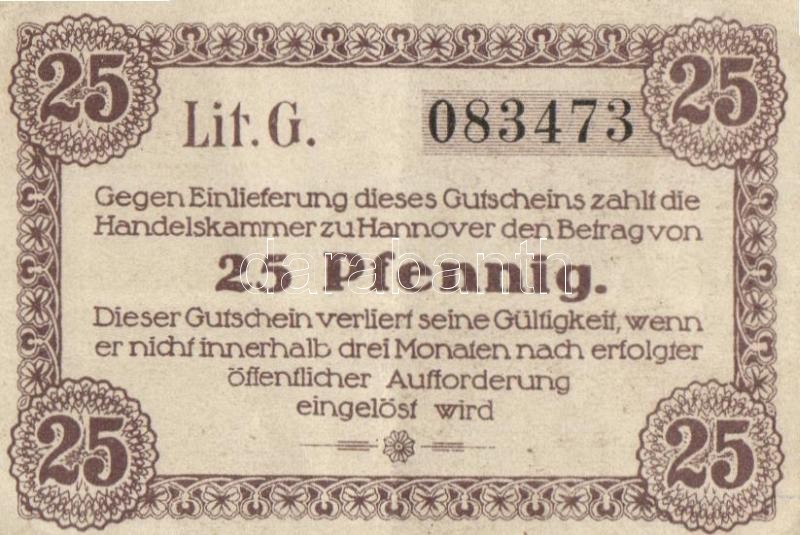 25 25
Lit. G. 083473
Gegen Einlieferung dieses Gutscheins zahlt die
Handelskammer zu Hannover den Betrag von
25 Pfennig.
darabanth
Dieser Gutschein verliert seine Gültigkeit, wenn
er nicht innerhalb drei Monaten nach erfolgter
öffentlicher Aufforderung
eingelöst wird
25 25